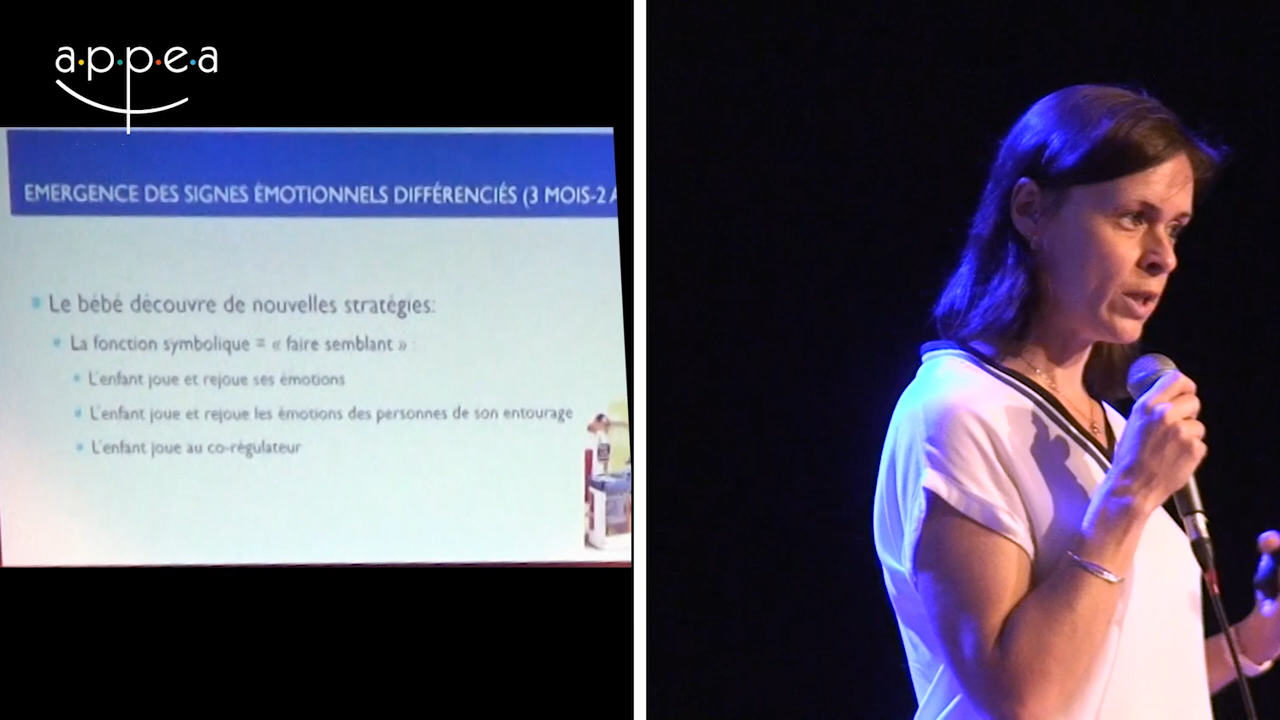 a·p·p·e·a
EMERGENCE DES SIGNES ÉMOTIONNELS DIFFÉRENCIÉS (3 MOIS-2 A
Le bébé découvre de nouvelles stratégies:
La fonction symbolique = « faire semblant » :
L'enfant joue et rejoue ses émotions
L'enfant joue et rejoue les émotions des personnes de son entourage
L'enfant joue au co-régulateur